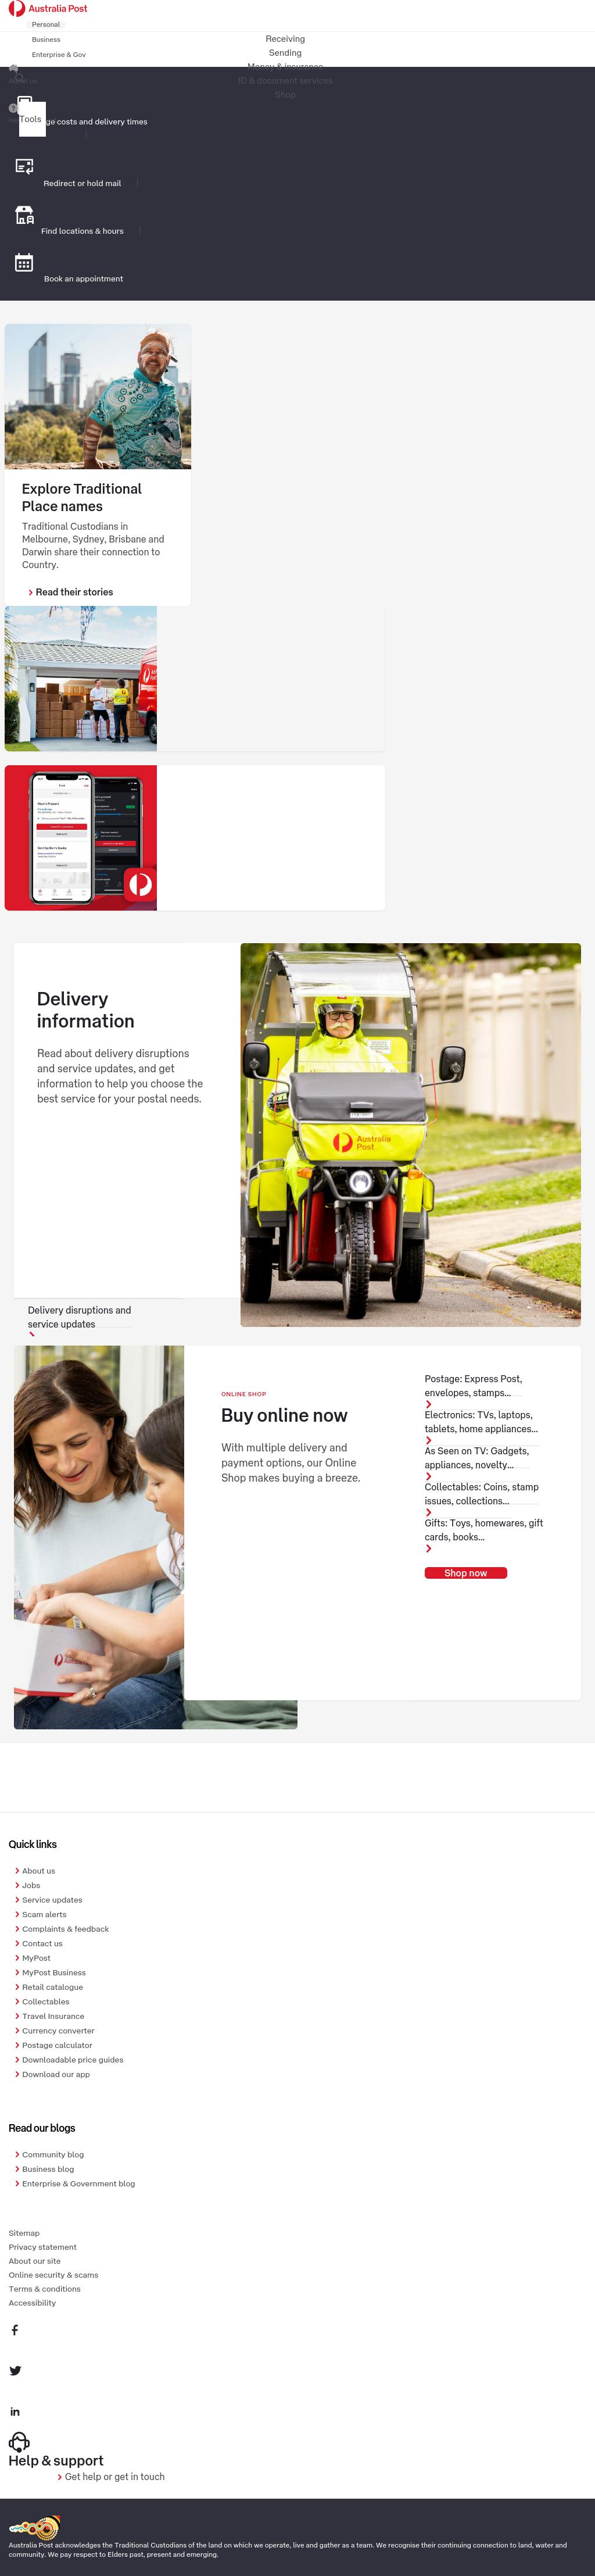 Australia Post
Personal
Business
Enterprise & Gov
Receiving
Sending
Money & insurance
ID & document services
Shop
Tools
costs and delivery times
Redirect or hold mail
Find locations & hours
Book an appointment
Explore Traditional
Place names
Traditional Custodians in
Melbourne, Sydney, Brisbane and
Darwin share their connection to
Country.
Read their stories
Delivery
information
Read about delivery disruptions
and service updates, and get
information to help you choose the
best service for your postal needs.
Australia
Post
Delivery disruptions and
service updates
ONLINE SHOP
Buy online now
With multiple delivery and
payment options, our Online
Shop makes buying a breeze.
Postage: Express Post,
envelopes, stamps...
Electronics: TVs, laptops,
tablets, home appliances...
As Seen on TV: Gadgets,
appliances, novelty...
Collectables: Coins, stamp
issues, collections...
Gifts: Toys, homewares, gift
cards, books...
Shop now
Quick links
About us
Jobs
Service updates
Scam alerts
Complaints & feedback
Contact us
MyPost
MyPost Business
Retail catalogue
Collectables
Travel Insurance
Currency converter
Postage calculator
Downloadable price guides
Download our app
Read our blogs
Community blog
Business blog
Enterprise & Government blog
Sitemap
Privacy statement
About our site
Online security & scams
Terms & conditions
Accessibility
Help & support
Get help or get in touch
Australia Post acknowledges the Traditional Custodians of the land on which we operate, live and gather as a team. We recognise their continuing connection to land, water and
community. We pay respect to Elders past, present and emerging.